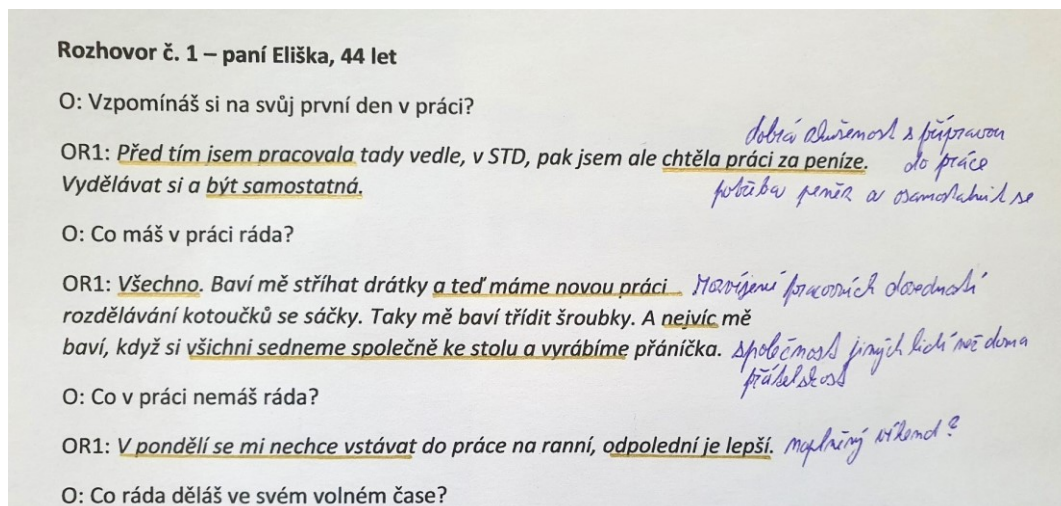 Rozhovor č. 1 – paní Eliška, 44 let
O: Vzpomínáš si na svůj první den v práci?
dobrá zkušenost s přípravou
OR1: Před tím jsem pracovala tady vedle, v STD, pak jsem ale chtěla práci za peníze. do práce
Vydělávat si a být samostatná. potřeba peněz a osamostatnit se
O: Co máš v práci ráda?
OR1: Všechno. Baví mě stříhat drátky a teď máme novou práci rozvíjení pracovních dovedností
rozdělávání kotoučků se sáčky. Taky mě baví třídit šroubky. A nejvíc mě
baví, když si všichni sedneme společně ke stolu a vyrábíme přáníčka. společnost jiných lidí než doma
přátelskost
O: Co v práci nemáš ráda?
OR1: V pondělí se mi nechce vstávat do práce na ranní, odpolední je lepší. naplněný víkend?
O: Co ráda děláš ve svém volném čase?